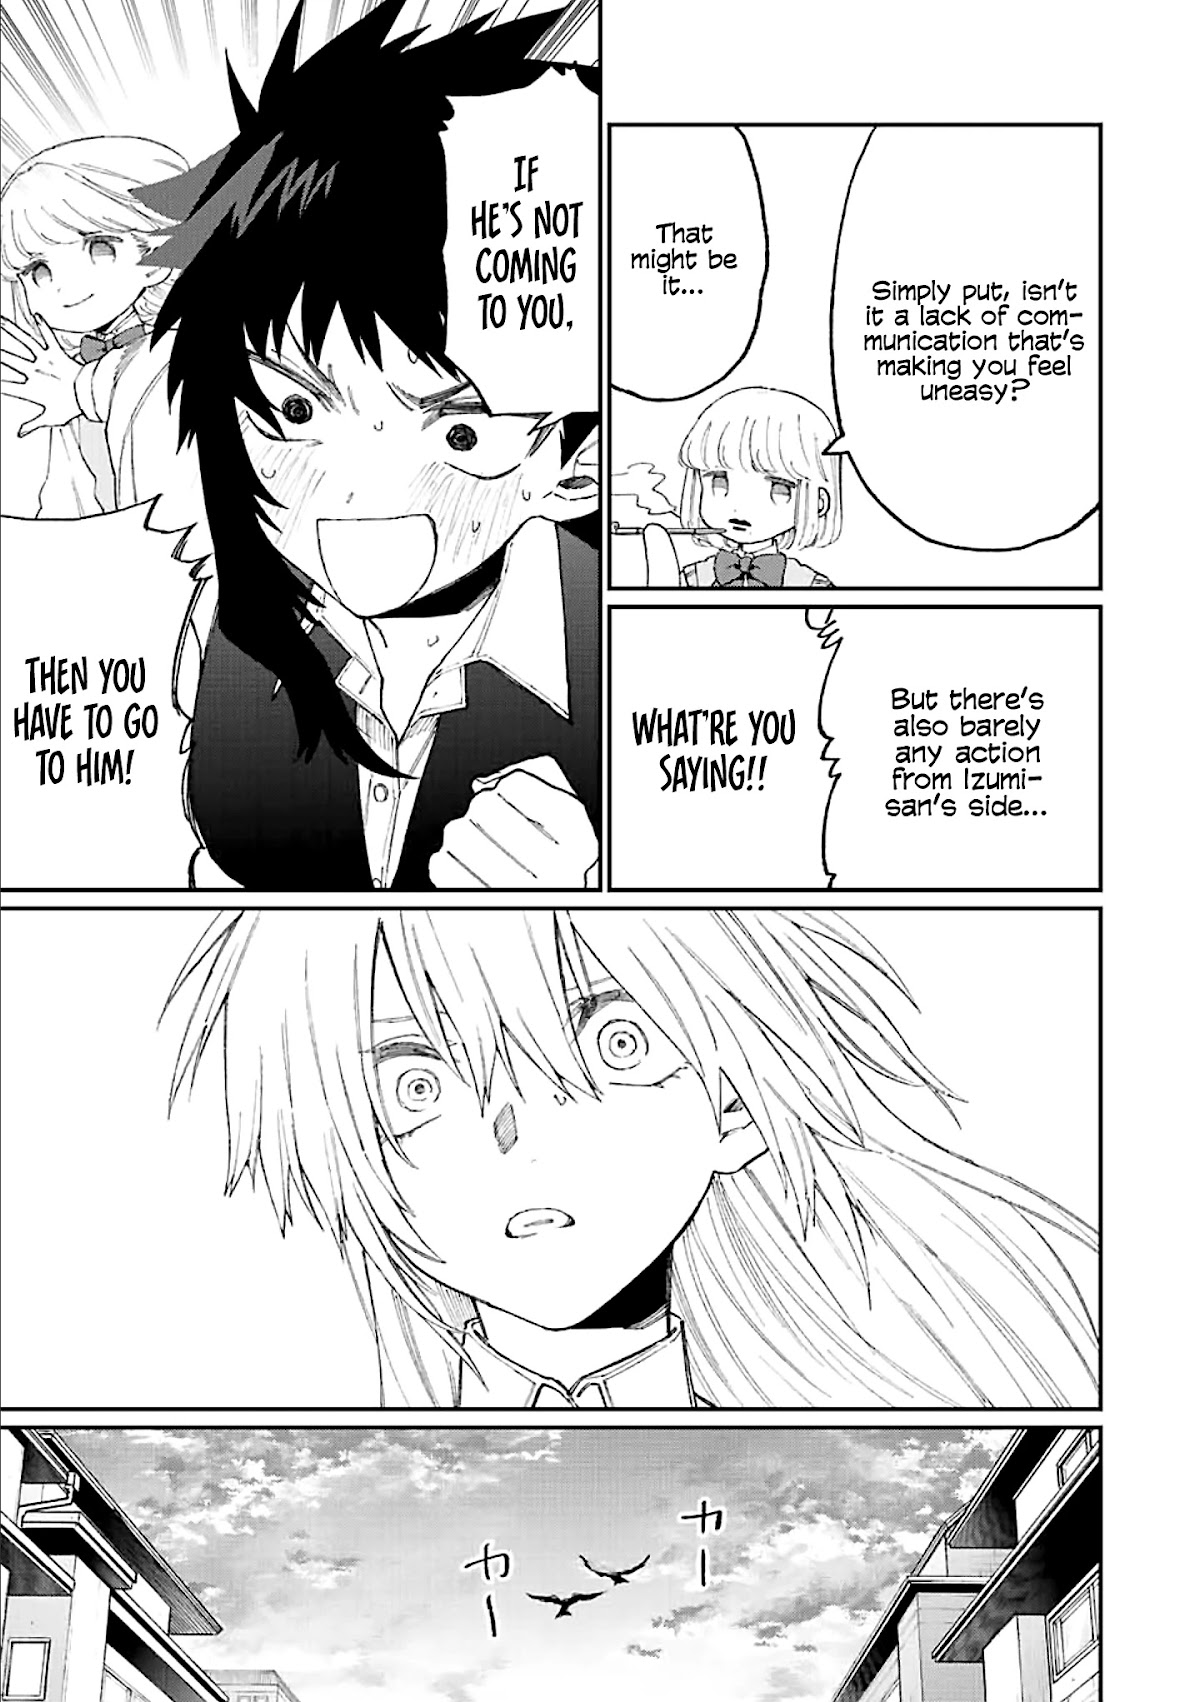 Simply put, isn't
it a lack of com-
munication that's
making you feel
uneasy?
That
might be
it...
But there's
also barely
any action
from Izumi-
san's side...
WHAT'RE YOU
SAYING!!
IF
HE'S NOT
COMING
TO YOU,
THEN YOU
HAVE TO GO
TO HIM!
カー
カー